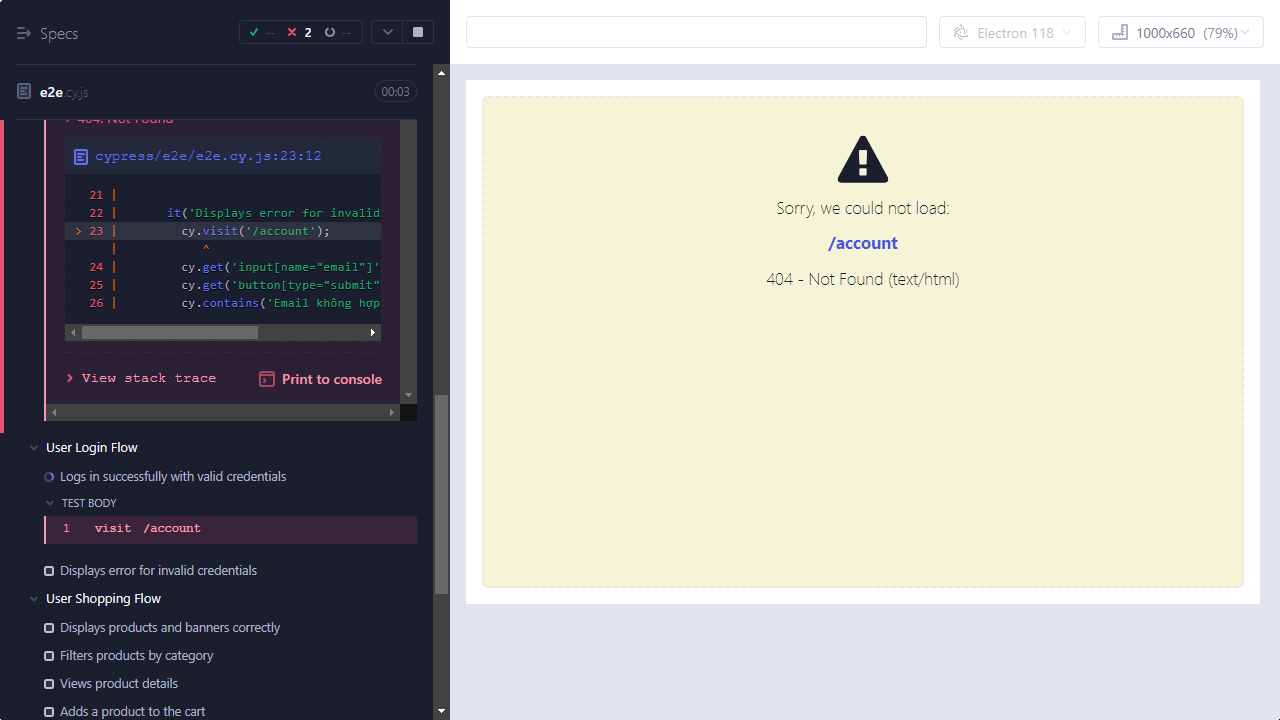 Specs
-- 2 --
Electron 118
1000x660 (79%)
e2e.cy.js
00:03
> 404: Not Found
cypress/e2e/e2e.cy.js:23:12
21 |
22 | it('Displays error for invalid
> 23 | cy.visit('/account');
| ^
24 | cy.get('input[name="email"]'
25 | cy.get('button[type="submit"
26 | cy.contains('Email không hợp
> View stack trace
Print to console
User Login Flow
Logs in successfully with valid credentials
TEST BODY
1 visit /account
Displays error for invalid credentials
User Shopping Flow
Displays products and banners correctly
Filters products by category
Views product details
Adds a product to the cart
Sorry, we could not load:
/account
404 - Not Found (text/html)